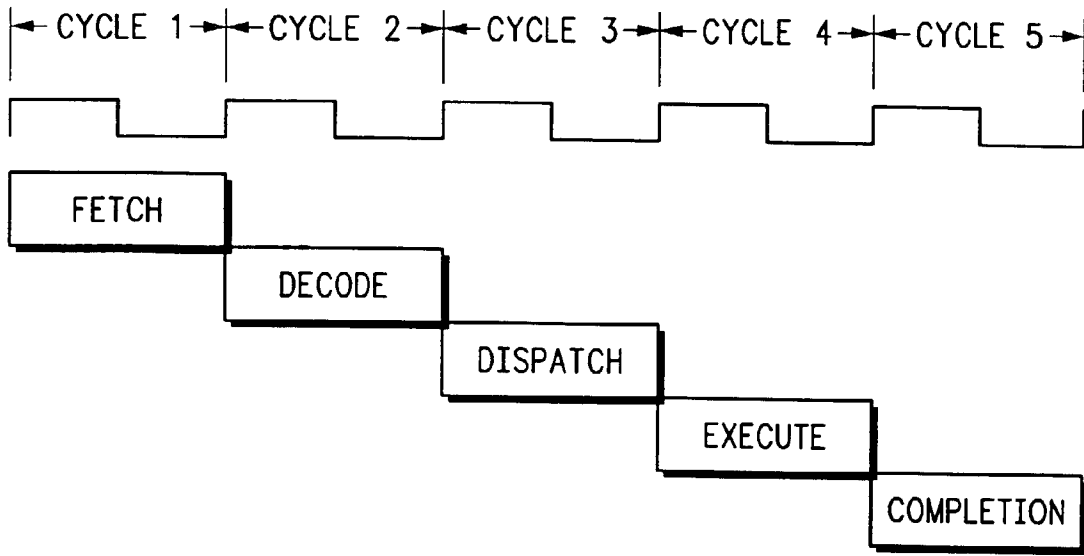 CYCLE 1 CYCLE 2 CYCLE 3 CYCLE 4 CYCLE 5
FETCH
DECODE
DISPATCH
EXECUTE
COMPLETION